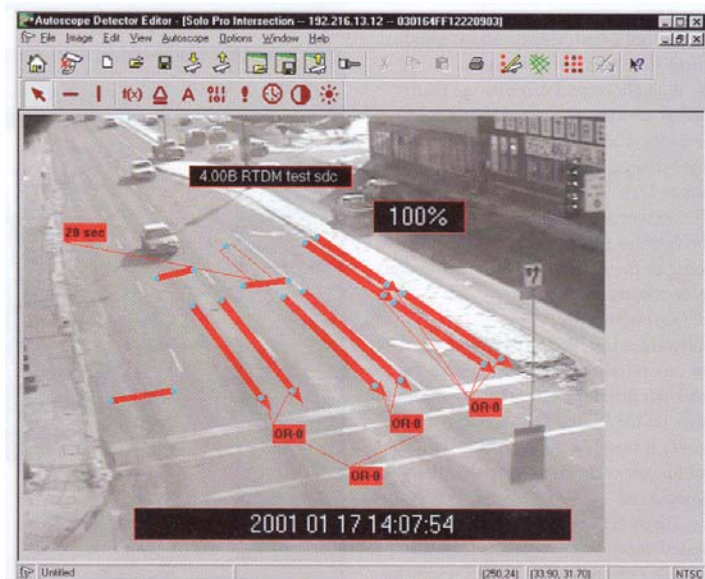 Autoscope Detector Editor - [Solo Pro Intersection -- 192.216.13.12 -- 030164FF12220903]
File Image Edit View Autoscope Options Window Help
f(x) A
4.00B RTDM test sdc
100%
28 sec
OR-0
OR-0
OR-0
OR-0
2001 01 17 14:07:54
Untitled (250,24) (33.90, 31.70) NTSC